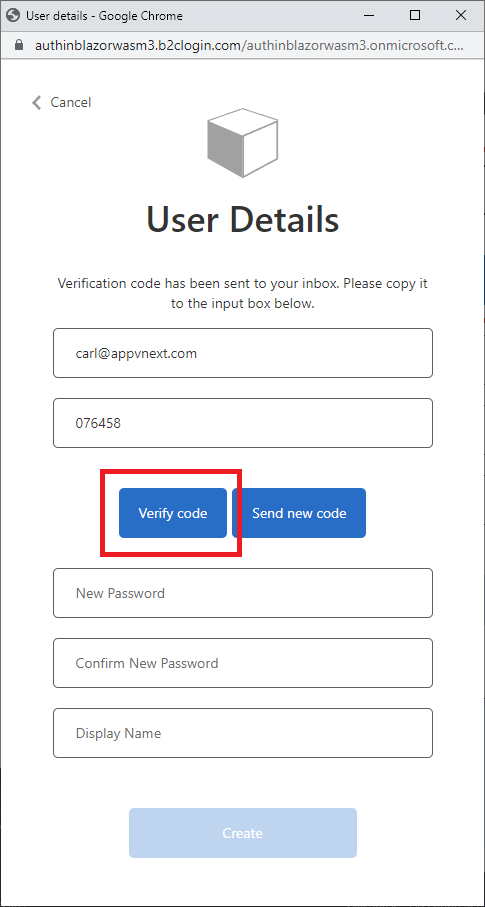 User details - Google Chrome
authinblazorwasm3.b2clogin.com/authinblazorwasm3.onmicrosoft.c...
Cancel
User Details
Verification code has been sent to your inbox. Please copy it
to the input box below.
carl@appvnext.com
076458
Verify code Send new code
New Password
Confirm New Password
Display Name
Create